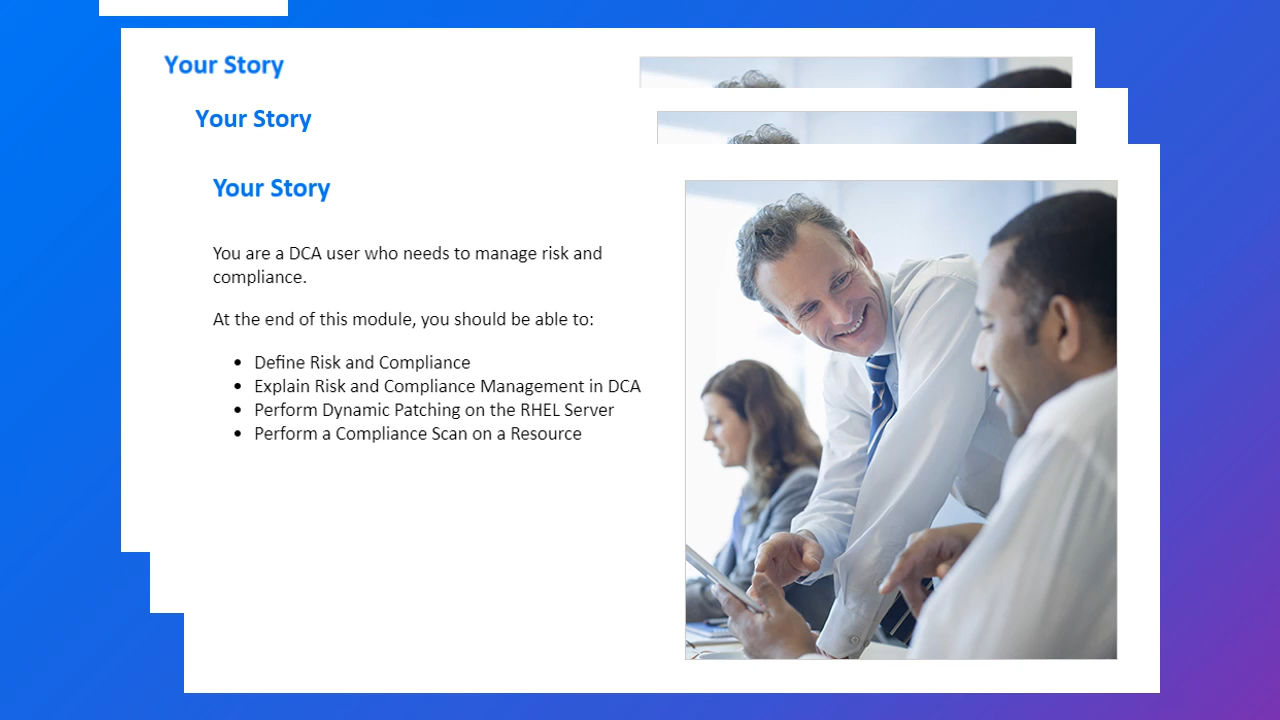 Your Story
Your Story
Your Story
You are a DCA user who needs to manage risk and
compliance.
At the end of this module, you should be able to:
• Define Risk and Compliance
• Explain Risk and Compliance Management in DCA
• Perform Dynamic Patching on the RHEL Server
• Perform a Compliance Scan on a Resource